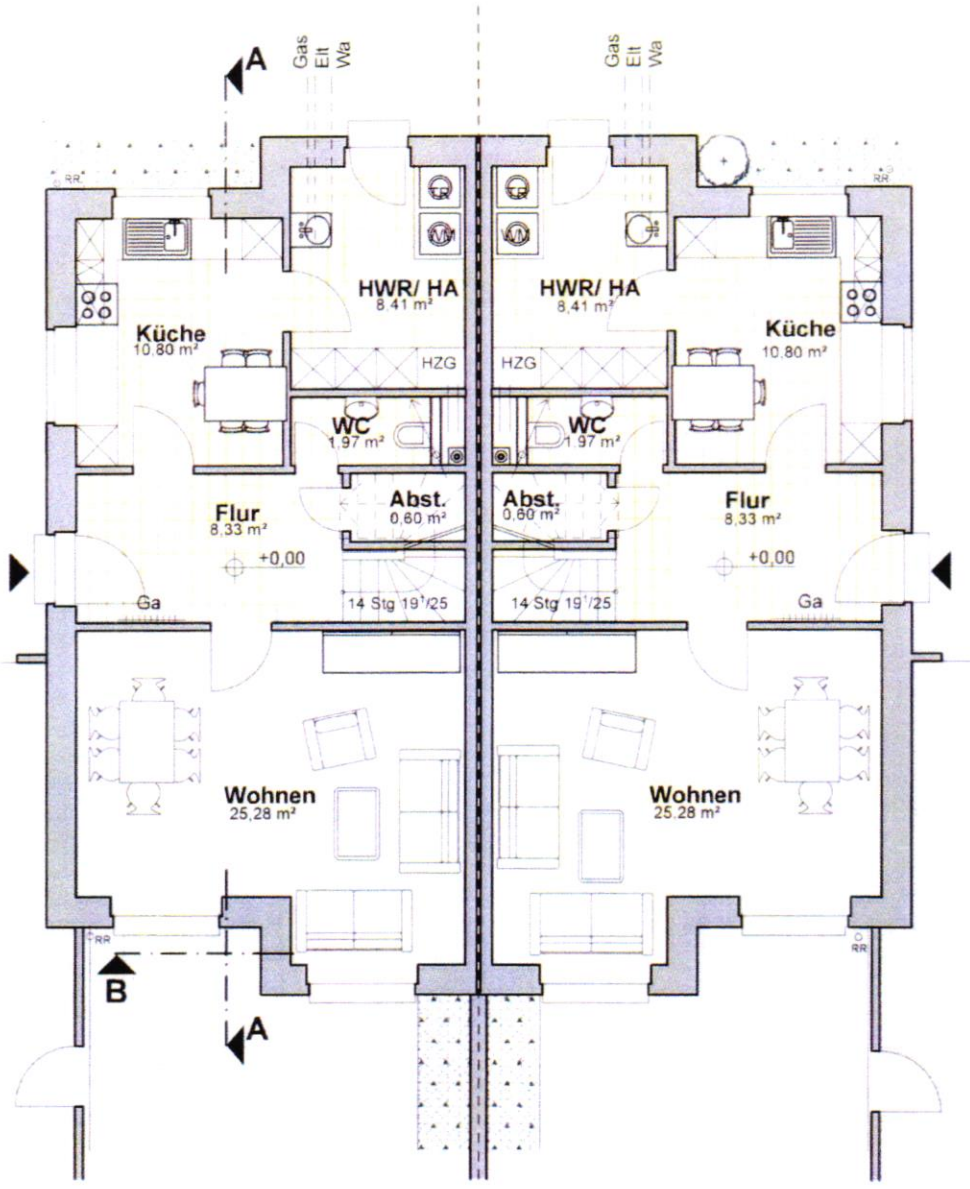 A
Gas
Elt
Wa
Gas
Elt
Wa
RR
RR
TR
TR
WM
WM
HWR/ HA
8,41 m²
HWR/ HA
8,41 m²
Küche
10,80 m²
Küche
10,80 m²
HZG
HZG
WC
1,97 m²
WC
1,97 m²
Abst.
0,60 m²
Abst.
0,60 m²
Flur
8,33 m²
Flur
8,33 m²
+0,00
+0,00
Ga
14 Stg 19¹/25
14 Stg 19¹/25
Ga
Wohnen
25,28 m²
Wohnen
25,28 m²
RR
RR
B
A